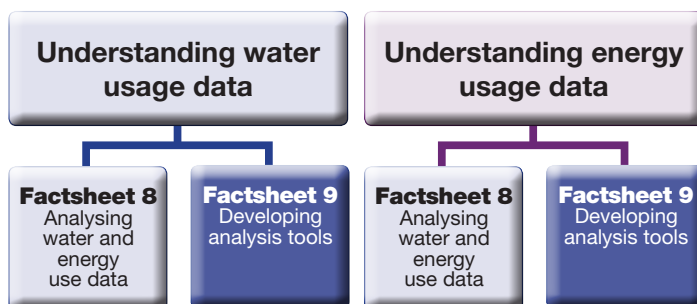 Understanding water
usage data
Understanding energy
usage data
Factsheet 8
Analysing
water and
energy
use data
Factsheet 9
Developing
analysis tools
Factsheet 8
Analysing
water and
energy
use data
Factsheet 9
Developing
analysis tools